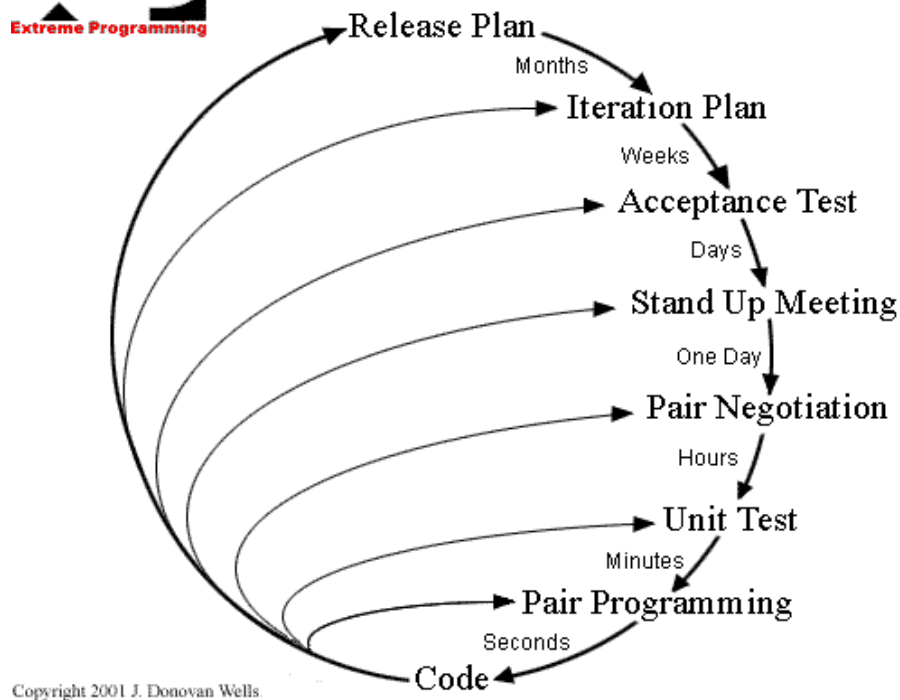 Extreme Programming
Release Plan
Months
Iteration Plan
Weeks
Acceptance Test
Days
Stand Up Meeting
One Day
Pair Negotiation
Hours
Unit Test
Minutes
Pair Programming
Seconds
Code
Copyright 2001 J. Donovan Wells